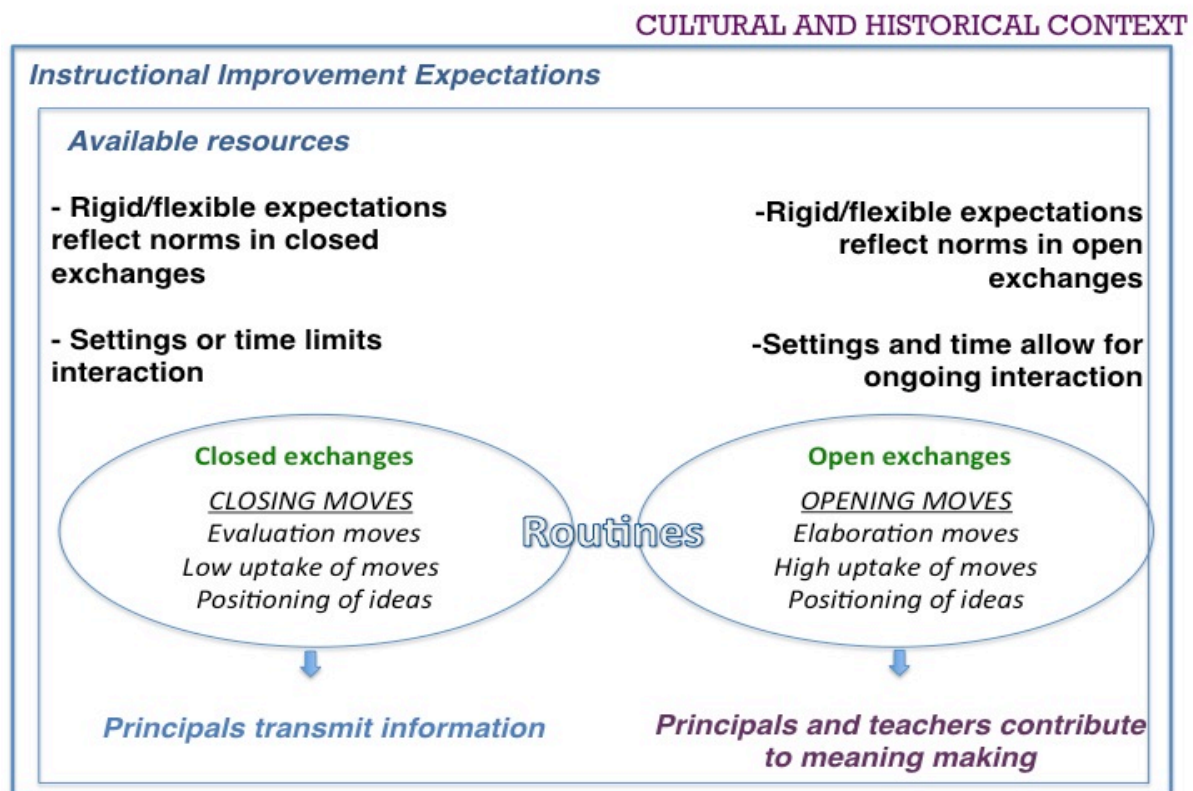 CULTURAL AND HISTORICAL CONTEXT
Instructional Improvement Expectations
Available resources
- Rigid/flexible expectations
reflect norms in closed
exchanges
- Settings or time limits
interaction
-Rigid/flexible expectations
reflect norms in open
exchanges
-Settings and time allow for
ongoing interaction
Closed exchanges
CLOSING MOVES
Evaluation moves
Low uptake of moves
Positioning of ideas
Routines
Open exchanges
OPENING MOVES
Elaboration moves
High uptake of moves
Positioning of ideas
Principals transmit information
Principals and teachers contribute
to meaning making